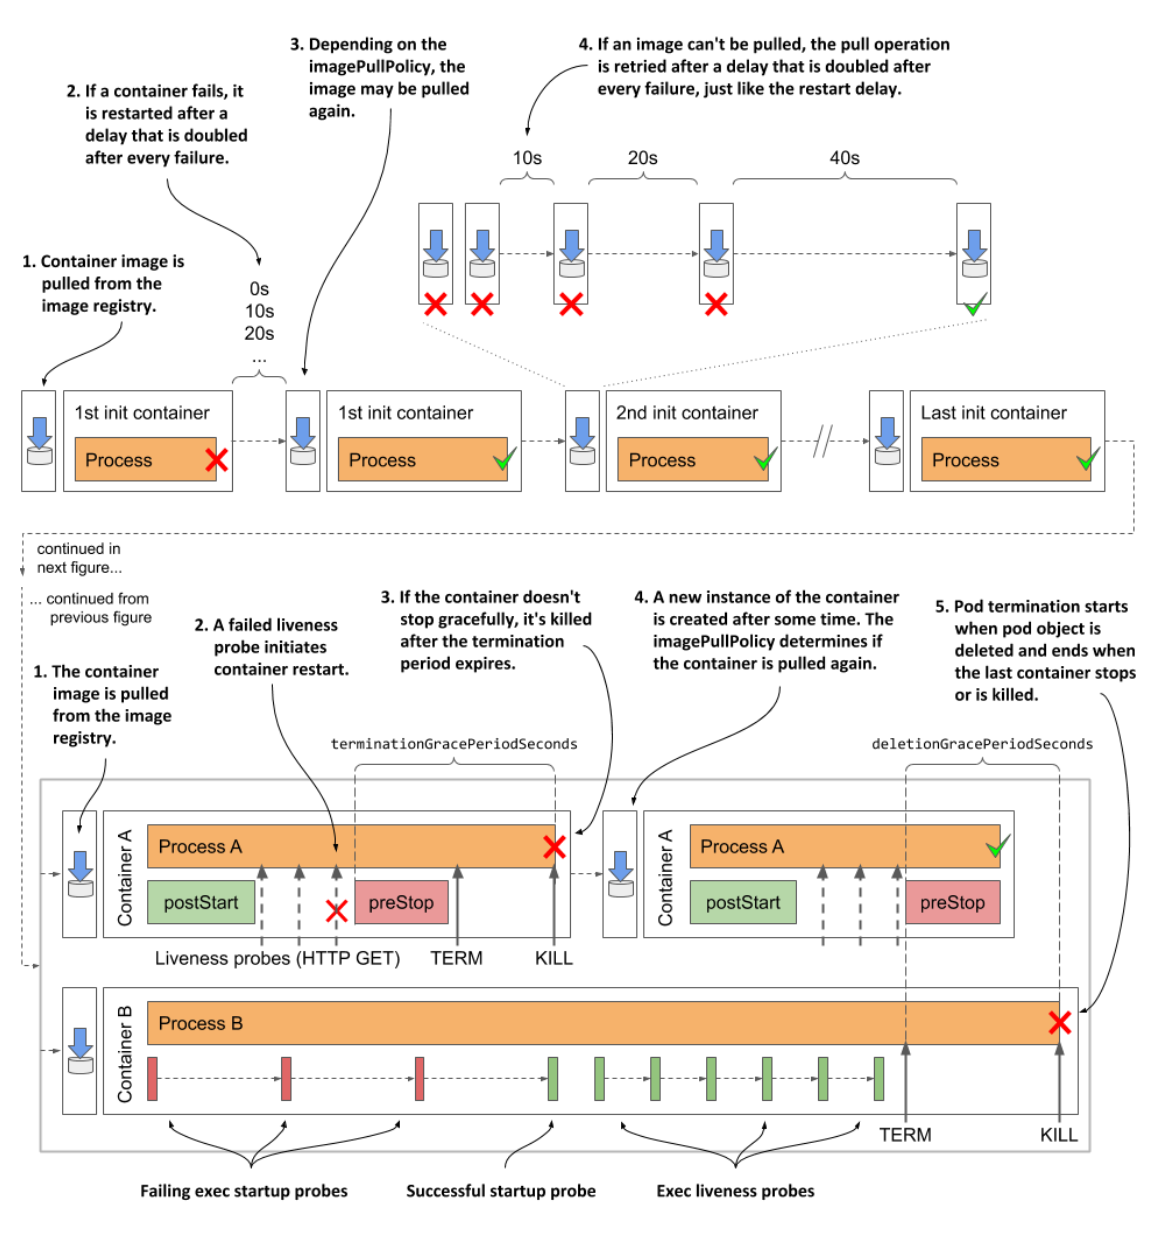 3. Depending on the
imagePullPolicy, the
image may be pulled
again.
4. If an image can't be pulled, the pull operation
is retried after a delay that is doubled after
every failure, just like the restart delay.
2. If a container fails, it
is restarted after a
delay that is doubled
after every failure.
10s
20s
40s
1. Container image is
pulled from the
image registry.
0s
10s
20s
...
1st init container
Process
1st init container
Process
2nd init container
Process
Last init container
Process
continued in
next figure...
... continued from
previous figure
1. The container
image is pulled
from the image
registry.
2. A failed liveness
probe initiates
container restart.
3. If the container doesn't
stop gracefully, it's killed
after the termination
period expires.
4. A new instance of the container
is created after some time. The
imagePullPolicy determines if
the container is pulled again.
5. Pod termination starts
when pod object is
deleted and ends when
the last container stops
or is killed.
terminationGracePeriodSeconds
deletionGracePeriodSeconds
Container A
Process A
postStart
preStop
Liveness probes (HTTP GET)
TERM
KILL
Container A
Process A
postStart
preStop
Container B
Process B
TERM
KILL
Failing exec startup probes
Successful startup probe
Exec liveness probes